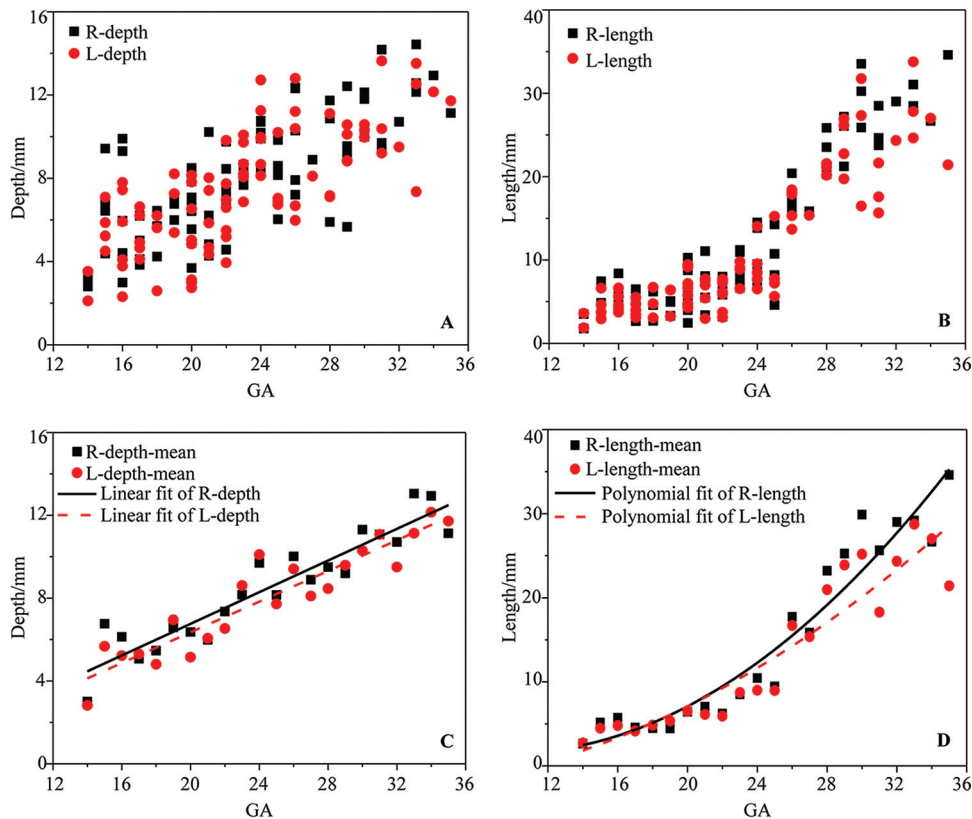 16
12
8
4
0
Depth/mm
R-depth
L-depth
A
12 16 20 24 28 32 36
GA
40
30
20
10
0
Length/mm
R-length
L-length
B
12 16 20 24 28 32 36
GA
16
12
8
4
0
Depth/mm
R-depth-mean
L-depth-mean
Linear fit of R-depth
Linear fit of L-depth
C
12 16 20 24 28 32 36
GA
40
30
20
10
0
Length/mm
R-length-mean
L-length-mean
Polynomial fit of R-length
Polynomial fit of L-length
D
12 16 20 24 28 32 36
GA